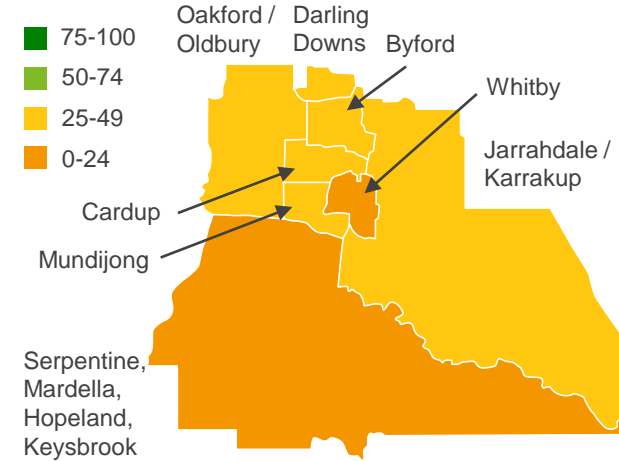 75-100
50-74
25-49
0-24
Oakford /
Oldbury
Darling
Downs
Byford
Whitby
Jarrahdale /
Karrakup
Cardup
Mundijong
Serpentine,
Mardella,
Hopeland,
Keysbrook